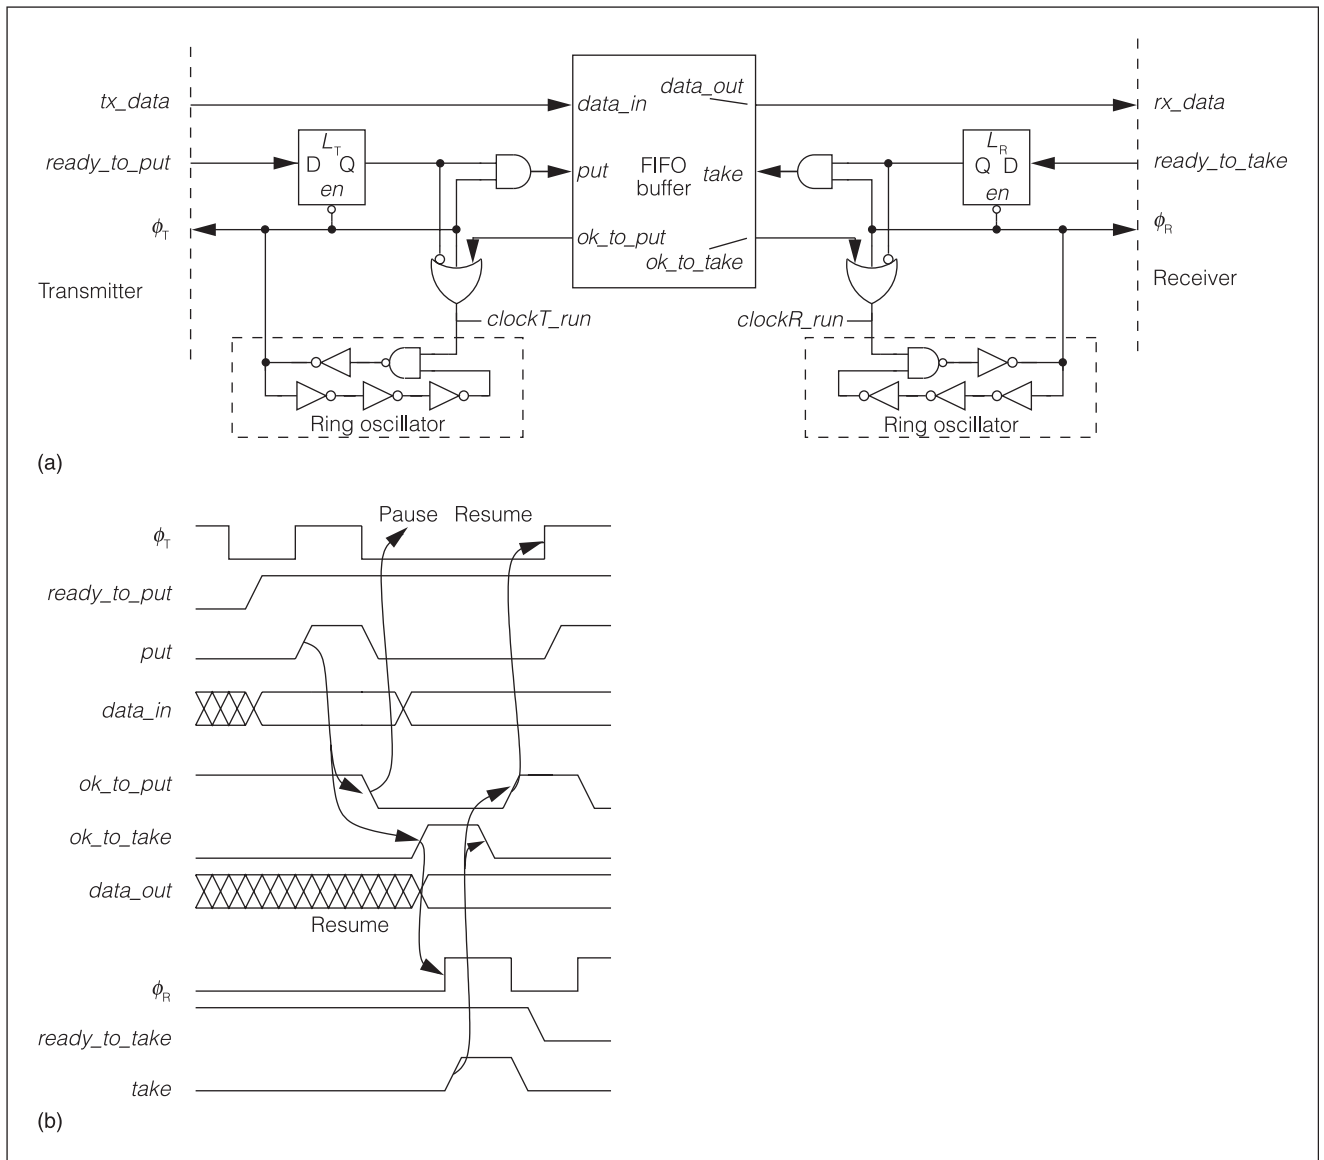 tx_data
data_in
data_out
rx_data
ready_to_put
L_T
D Q
en
put
FIFO
buffer
take
L_R
Q D
en
ready_to_take
ϕ_T
ok_to_put
ok_to_take
ϕ_R
Transmitter
Receiver
clockT_run
clockR_run
Ring oscillator
Ring oscillator
(a)
Pause
Resume
ϕ_T
ready_to_put
put
data_in
ok_to_put
ok_to_take
data_out
Resume
ϕ_R
ready_to_take
take
(b)